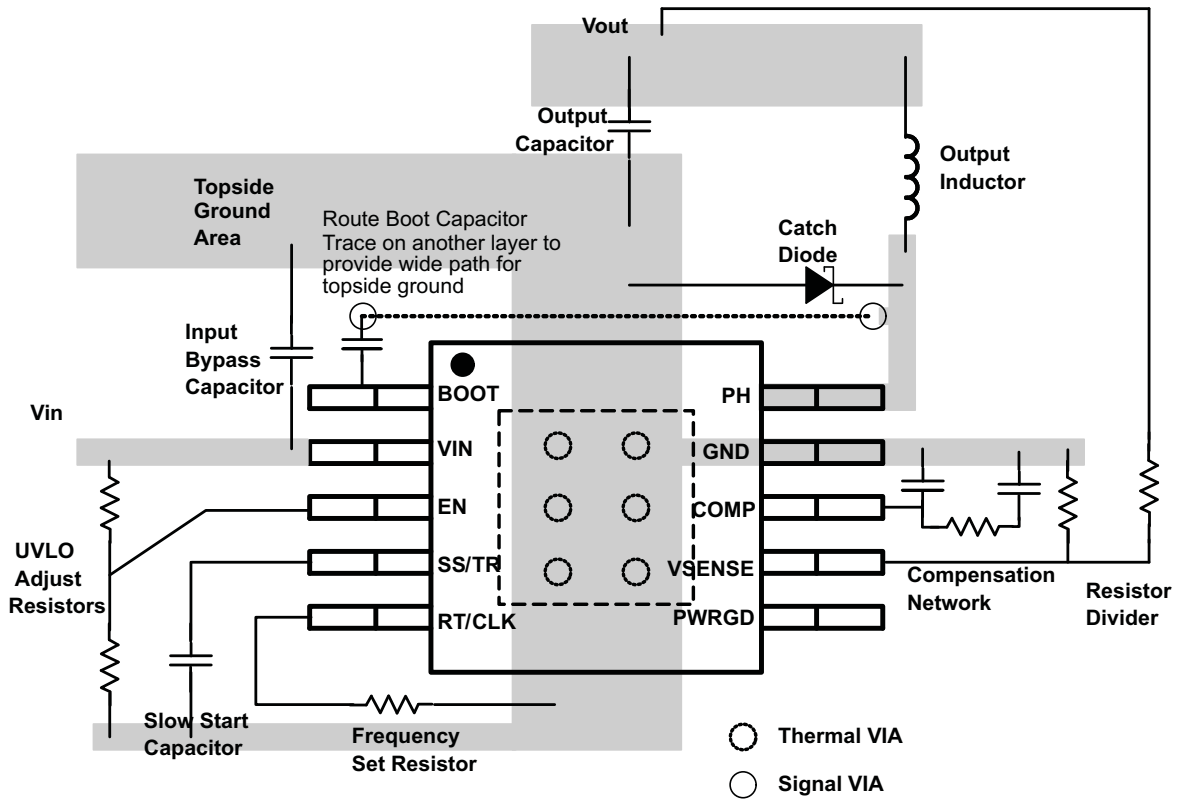 Vout
Output
Capacitor
Output
Inductor
Topside
Ground
Area
Route Boot Capacitor
Trace on another layer to
provide wide path for
topside ground
Catch
Diode
Input
Bypass
Capacitor
Vin
BOOT
PH
VIN
GND
EN
COMP
SS/TR
VSENSE
RT/CLK
PWRGD
UVLO
Adjust
Resistors
Compensation
Network
Resistor
Divider
Slow Start
Capacitor
Frequency
Set Resistor
Thermal VIA
Signal VIA